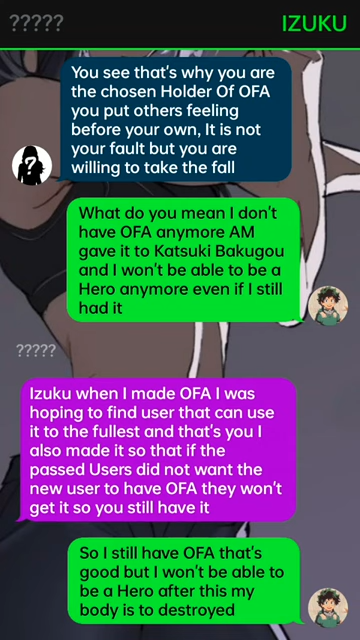 ?????
IZUKU
You see that's why you are
the chosen Holder Of OFA
you put others feeling
before your own, It is not
your fault but you are
willing to take the fall
?
What do you mean I don't
have OFA anymore AM
gave it to Katsuki Bakugou
and I won't be able to be a
Hero anymore even if I still
had it
?????
Izuku when I made OFA I was
hoping to find user that can use
it to the fullest and that's you I
also made it so that if the
passed Users did not want the
new user to have OFA they won't
get it so you still have it
So I still have OFA that's
good but I won't be able to
be a Hero after this my
body is to destroyed